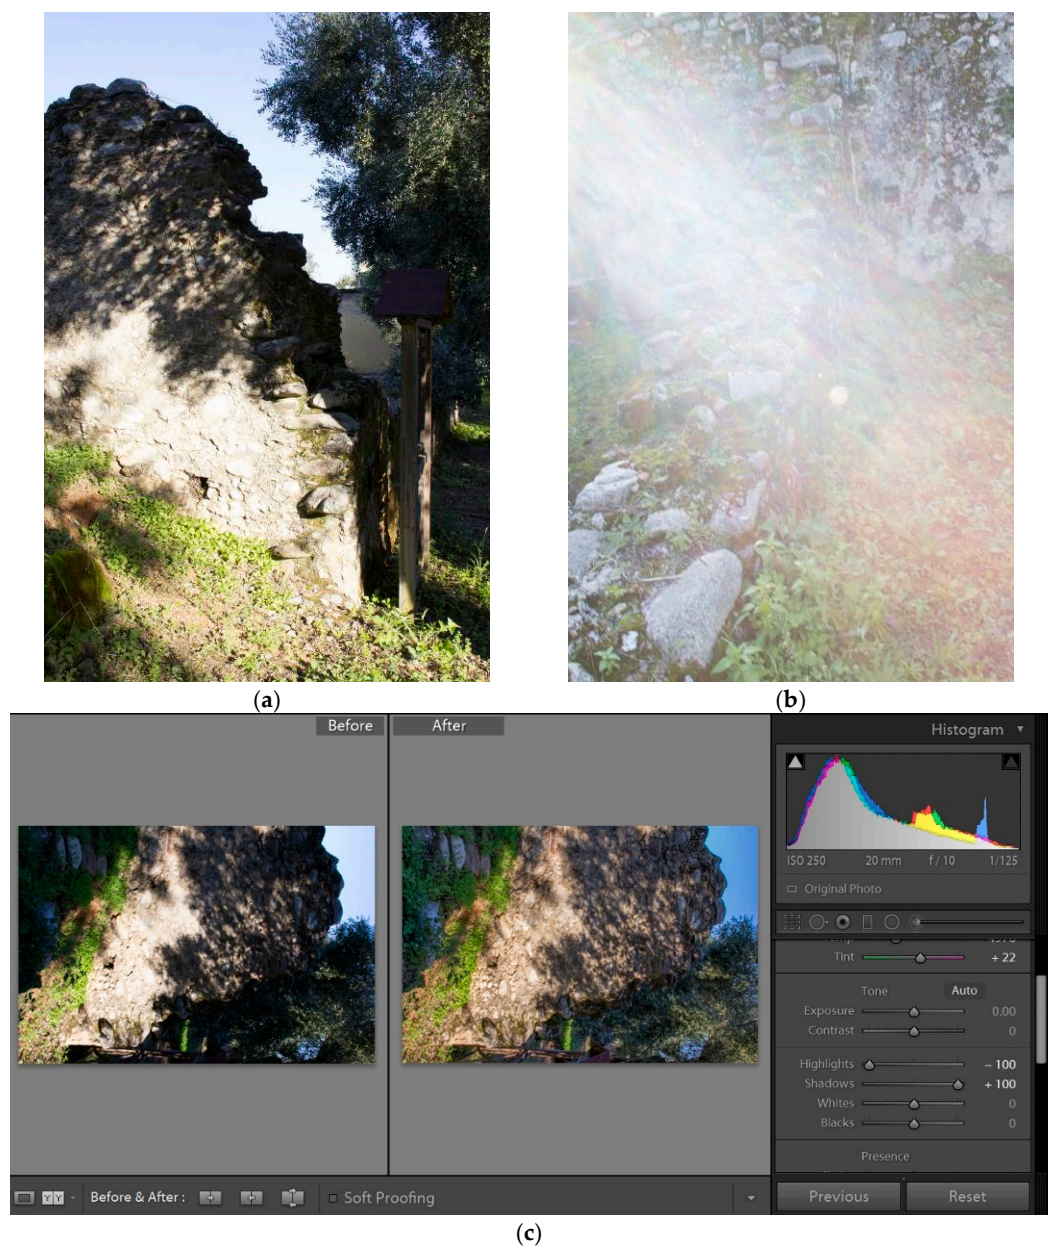 (a)
(b)
Before
After
Histogram
ISO 250 20 mm f / 10 1/125
Original Photo
Tint + 22
Tone Auto
Exposure 0.00
Contrast 0
Highlights – 100
Shadows + 100
Whites 0
Blacks 0
Presence
Previous Reset
YY Before & After : Soft Proofing
(c)